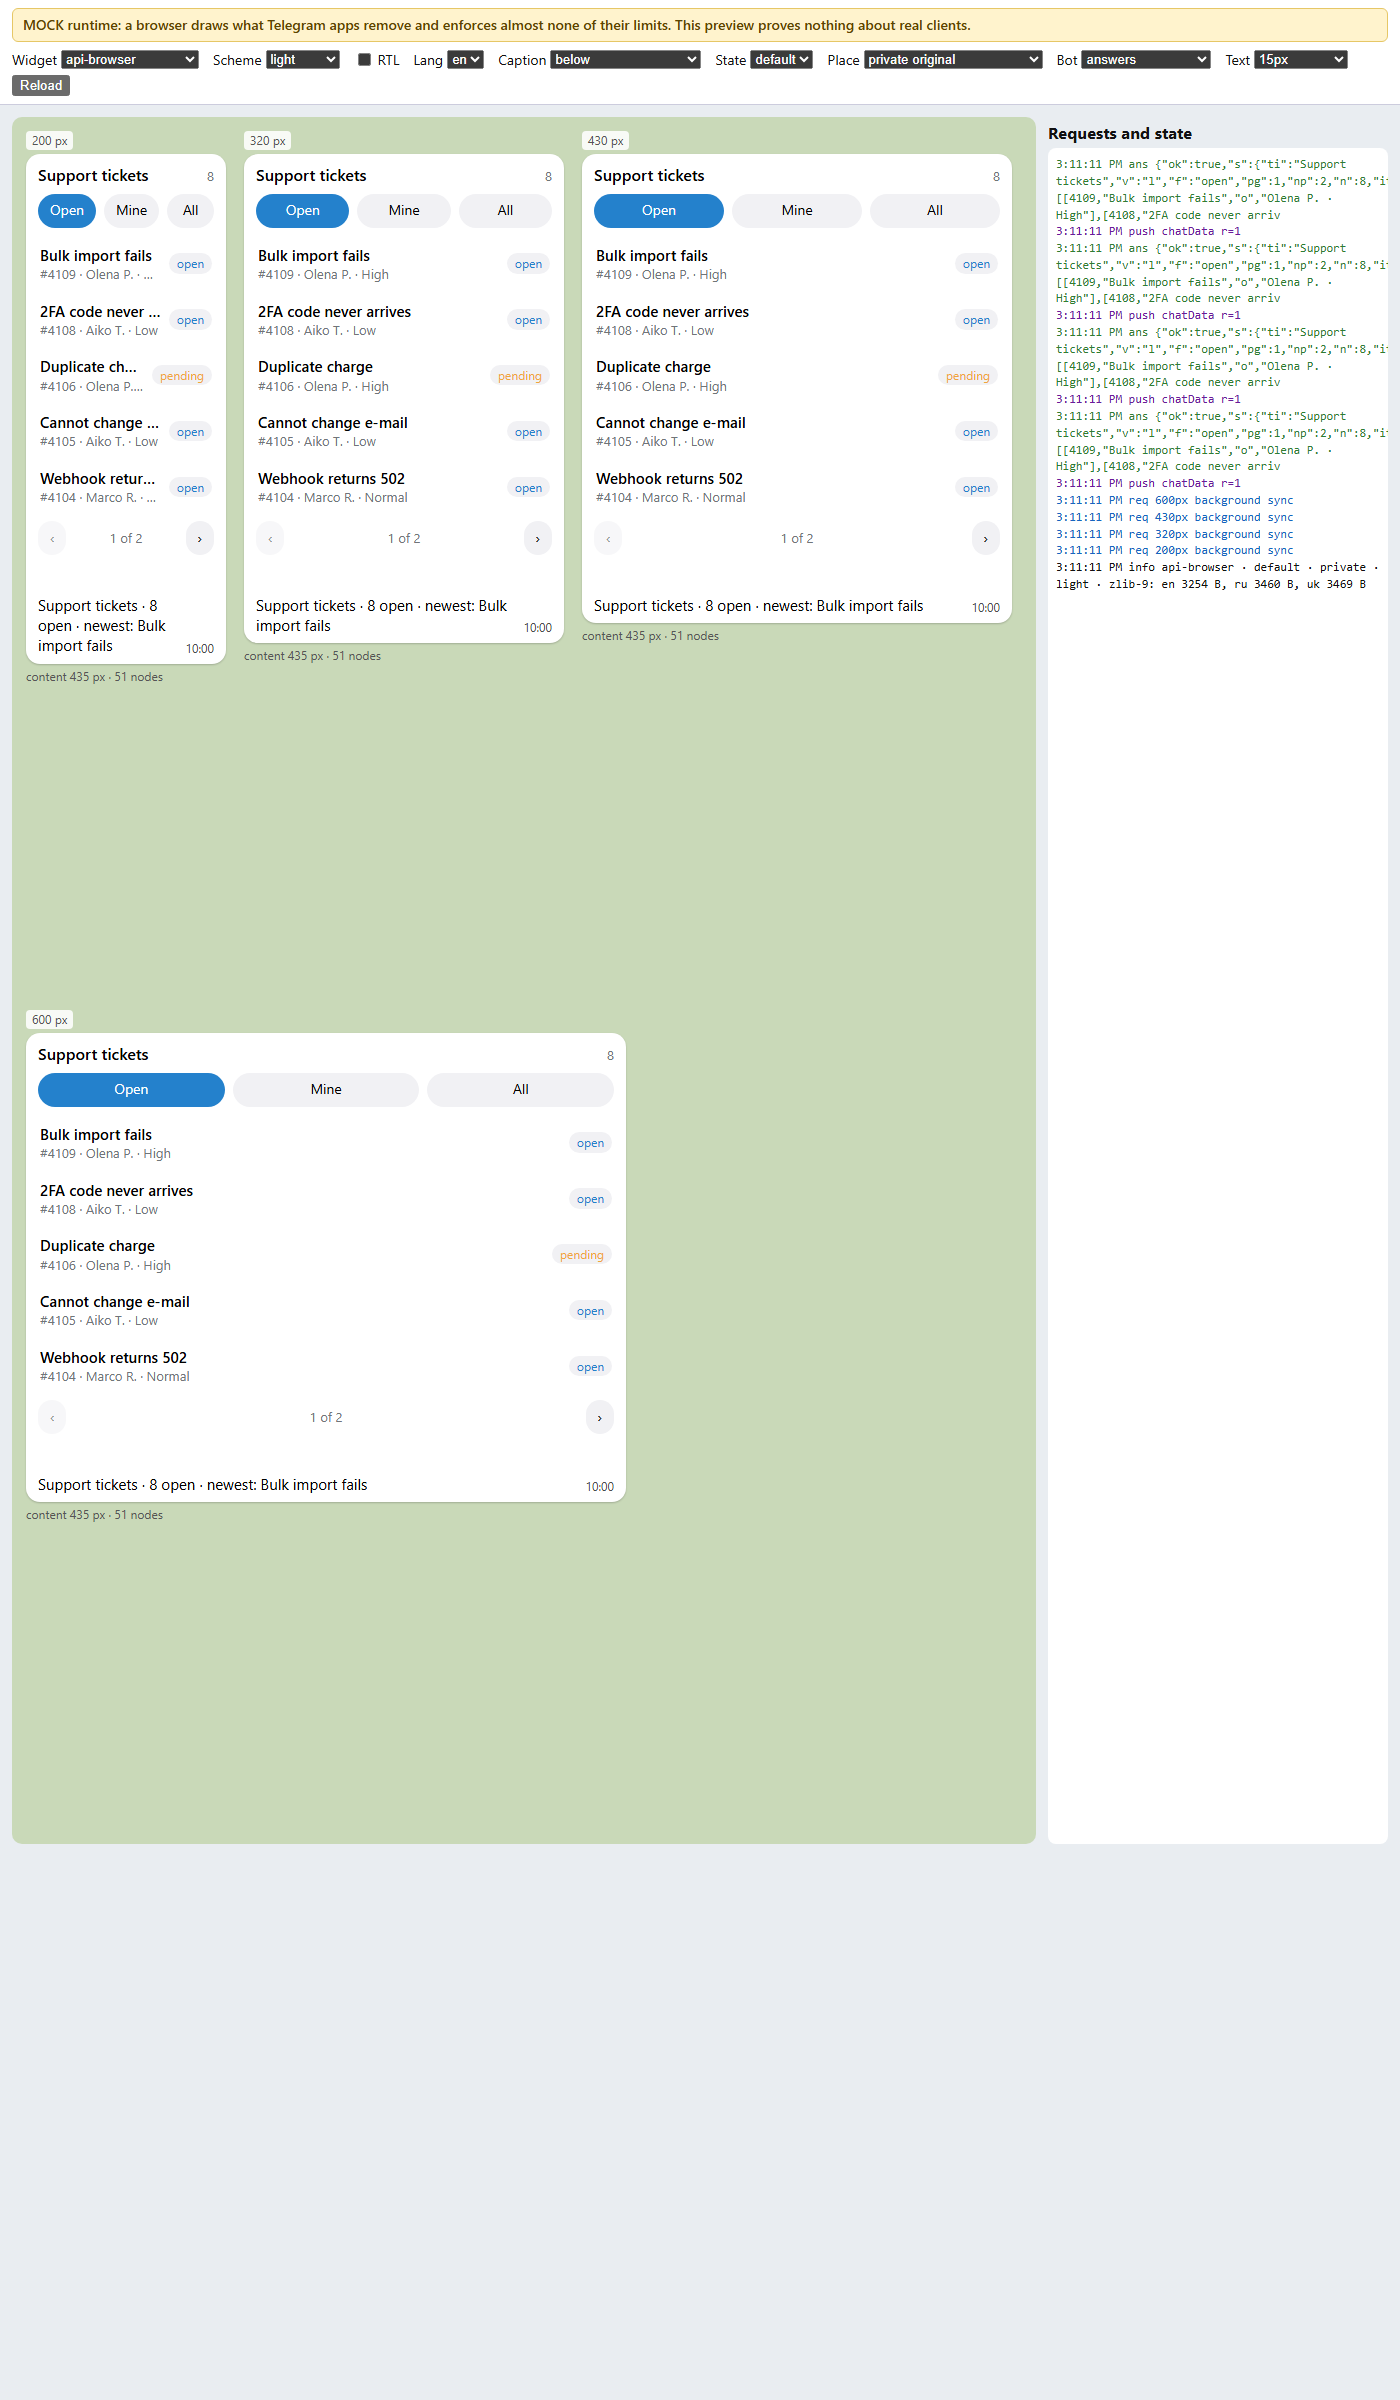 MOCK runtime: a browser draws what Telegram apps remove and enforces almost none of their limits. This preview proves nothing about real clients.
Widget api-browser Scheme light RTL Lang en Caption below State default Place private original Bot answers Text 15px
Reload
200 px
Support tickets 8
Open Mine All
Bulk import fails
#4109 · Olena P. · ...
open
2FA code never ...
#4108 · Aiko T. · Low
open
Duplicate ch...
#4106 · Olena P....
pending
Cannot change ...
#4105 · Aiko T. · Low
open
Webhook retur...
#4104 · Marco R. · ...
open
‹ 1 of 2 ›
Support tickets · 8
open · newest: Bulk
import fails 10:00
content 435 px · 51 nodes
320 px
Support tickets 8
Open Mine All
Bulk import fails
#4109 · Olena P. · High
open
2FA code never arrives
#4108 · Aiko T. · Low
open
Duplicate charge
#4106 · Olena P. · High
pending
Cannot change e-mail
#4105 · Aiko T. · Low
open
Webhook returns 502
#4104 · Marco R. · Normal
open
‹ 1 of 2 ›
Support tickets · 8 open · newest: Bulk
import fails 10:00
content 435 px · 51 nodes
430 px
Support tickets 8
Open Mine All
Bulk import fails
#4109 · Olena P. · High
open
2FA code never arrives
#4108 · Aiko T. · Low
open
Duplicate charge
#4106 · Olena P. · High
pending
Cannot change e-mail
#4105 · Aiko T. · Low
open
Webhook returns 502
#4104 · Marco R. · Normal
open
‹ 1 of 2 ›
Support tickets · 8 open · newest: Bulk import fails 10:00
content 435 px · 51 nodes
600 px
Support tickets 8
Open Mine All
Bulk import fails
#4109 · Olena P. · High
open
2FA code never arrives
#4108 · Aiko T. · Low
open
Duplicate charge
#4106 · Olena P. · High
pending
Cannot change e-mail
#4105 · Aiko T. · Low
open
Webhook returns 502
#4104 · Marco R. · Normal
open
‹ 1 of 2 ›
Support tickets · 8 open · newest: Bulk import fails 10:00
content 435 px · 51 nodes
Requests and state
3:11:11 PM ans {"ok":true,"s":{"ti":"Support
tickets","v":"l","f":"open","pg":1,"np":2,"n":8,"i
[[4109,"Bulk import fails","o","Olena P. ·
High"],[4108,"2FA code never arriv
3:11:11 PM push chatData r=1
3:11:11 PM ans {"ok":true,"s":{"ti":"Support
tickets","v":"l","f":"open","pg":1,"np":2,"n":8,"i
[[4109,"Bulk import fails","o","Olena P. ·
High"],[4108,"2FA code never arriv
3:11:11 PM push chatData r=1
3:11:11 PM ans {"ok":true,"s":{"ti":"Support
tickets","v":"l","f":"open","pg":1,"np":2,"n":8,"i
[[4109,"Bulk import fails","o","Olena P. ·
High"],[4108,"2FA code never arriv
3:11:11 PM push chatData r=1
3:11:11 PM ans {"ok":true,"s":{"ti":"Support
tickets","v":"l","f":"open","pg":1,"np":2,"n":8,"i
[[4109,"Bulk import fails","o","Olena P. ·
High"],[4108,"2FA code never arriv
3:11:11 PM push chatData r=1
3:11:11 PM req 600px background sync
3:11:11 PM req 430px background sync
3:11:11 PM req 320px background sync
3:11:11 PM req 200px background sync
3:11:11 PM info api-browser · default · private ·
light · zlib-9: en 3254 B, ru 3460 B, uk 3469 B